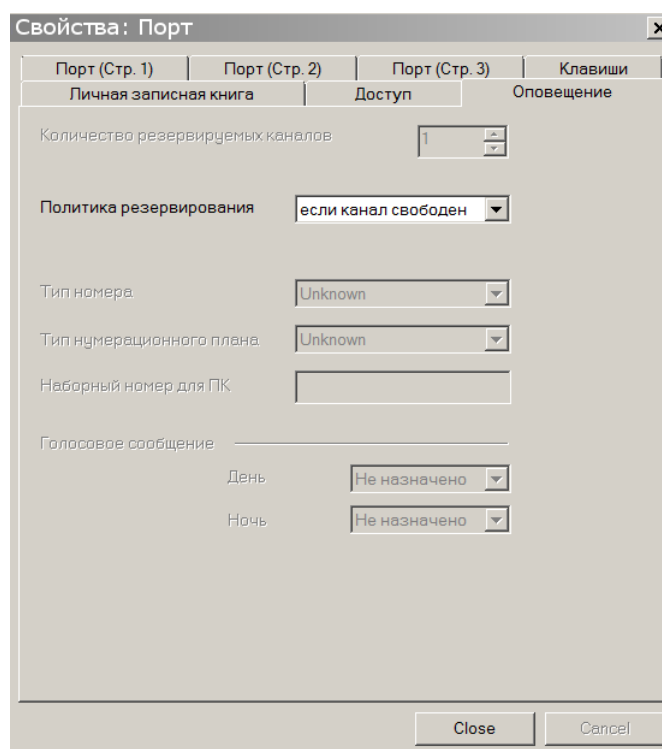 Свойства: Порт
Порт (Стр. 1) Порт (Стр. 2) Порт (Стр. 3) Клавиши
Личная записная книга Доступ Оповещение
Количество резервируемых каналов 1
Политика резервирования если канал свободен
Тип номера Unknown
Тип нумерационного плана Unknown
Наборный номер для ПК
Голосовое сообщение
День Не назначено
Ночь Не назначено
Close Cancel